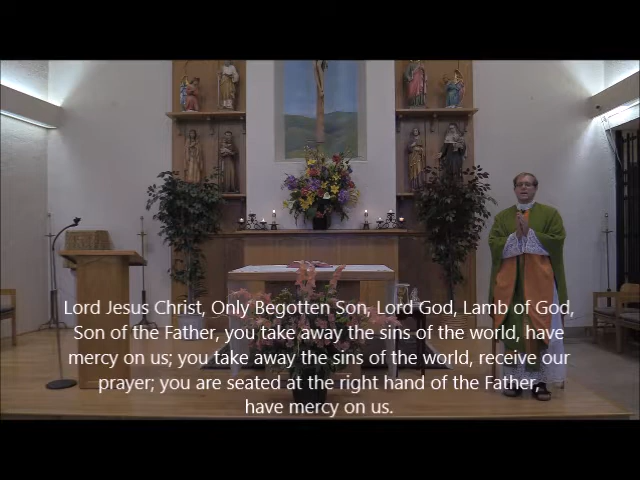 Lord Jesus Christ, Only Begotten Son, Lord God, Lamb of God,
Son of the Father, you take away the sins of the world, have
mercy on us; you take away the sins of the world, receive our
prayer; you are seated at the right hand of the Father,
have mercy on us.